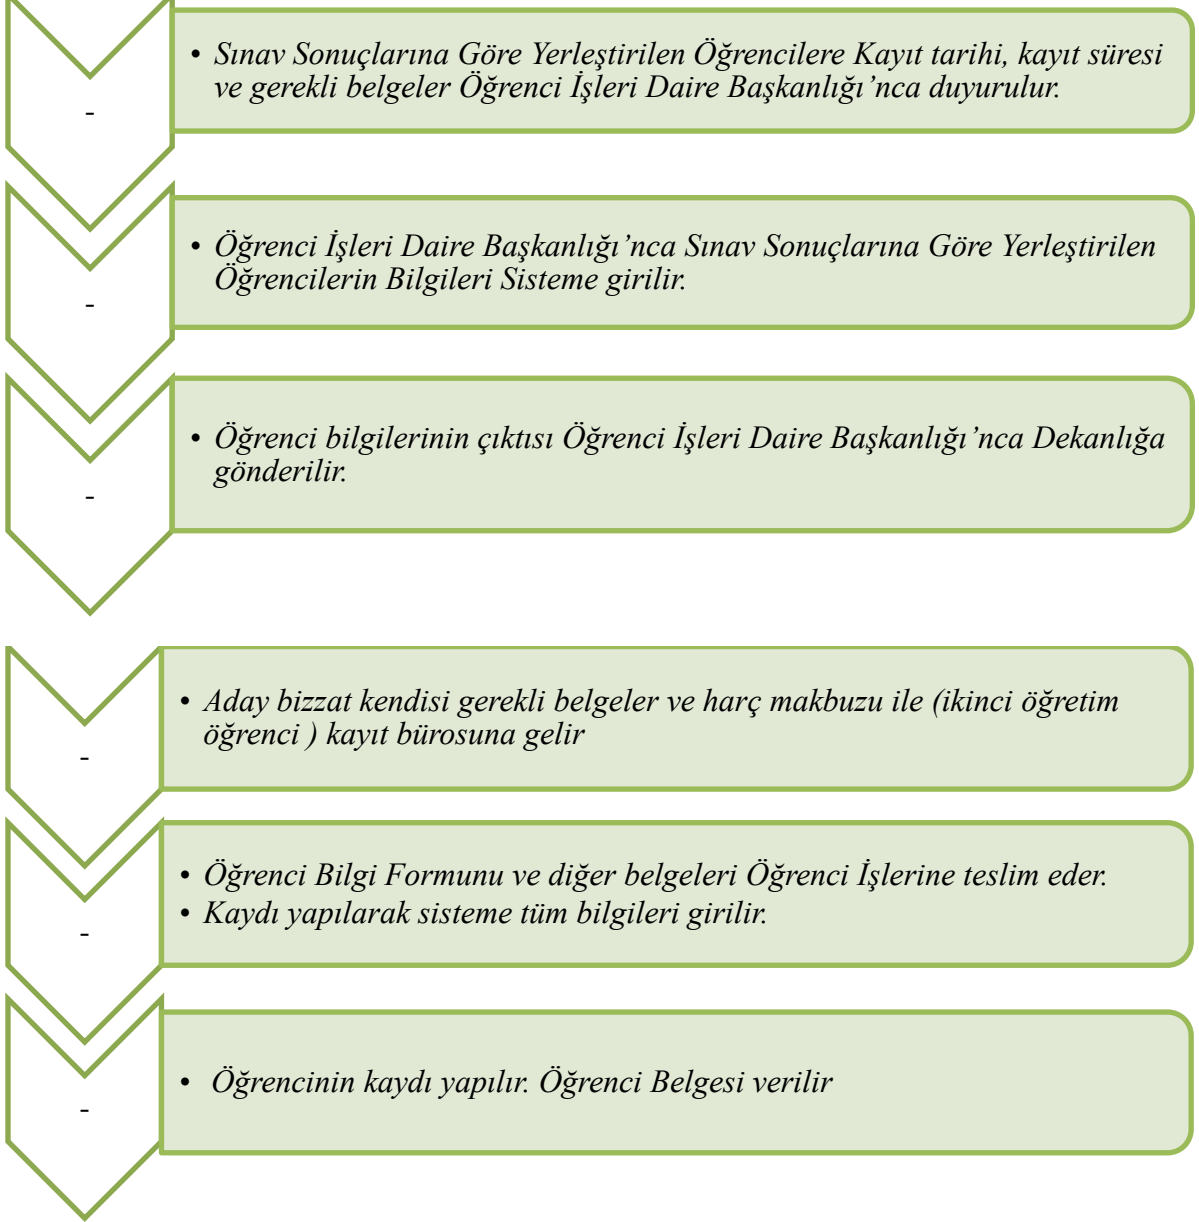 -
• Sınav Sonuçlarına Göre Yerleştirilen Öğrencilere Kayıt tarihi, kayıt süresi
ve gerekli belgeler Öğrenci İşleri Daire Başkanlığı’nca duyurulur.
-
• Öğrenci İşleri Daire Başkanlığı’nca Sınav Sonuçlarına Göre Yerleştirilen
Öğrencilerin Bilgileri Sisteme girilir.
-
• Öğrenci bilgilerinin çıktısı Öğrenci İşleri Daire Başkanlığı’nca Dekanlığa
gönderilir.
-
• Aday bizzat kendisi gerekli belgeler ve harç makbuzu ile (ikinci öğretim
öğrenci ) kayıt bürosuna gelir
-
• Öğrenci Bilgi Formunu ve diğer belgeleri Öğrenci İşlerine teslim eder.
• Kaydı yapılarak sisteme tüm bilgileri girilir.
-
• Öğrencinin kaydı yapılır. Öğrenci Belgesi verilir